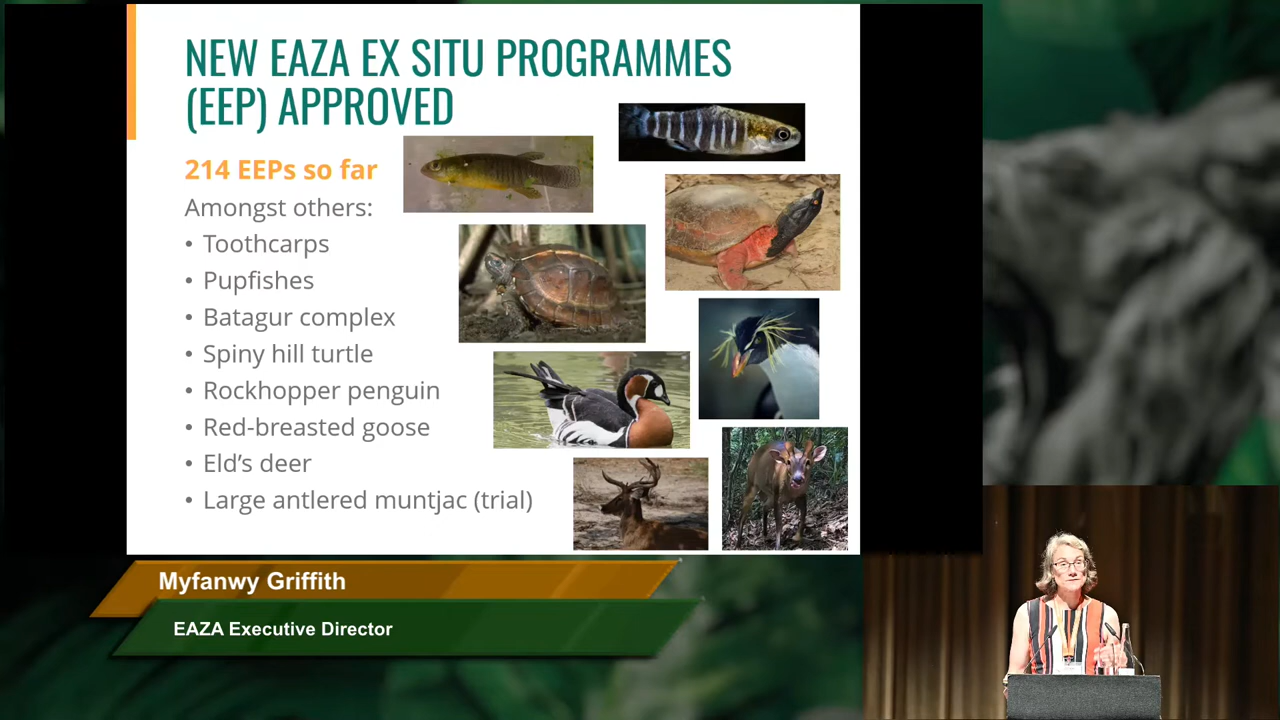 NEW EAZA EX SITU PROGRAMMES
(EEP) APPROVED
214 EEPs so far
Amongst others:
• Toothcarps
• Pupfishes
• Batagur complex
• Spiny hill turtle
• Rockhopper penguin
• Red-breasted goose
• Eld’s deer
• Large antlered muntjac (trial)
Myfanwy Griffith
EAZA Executive Director